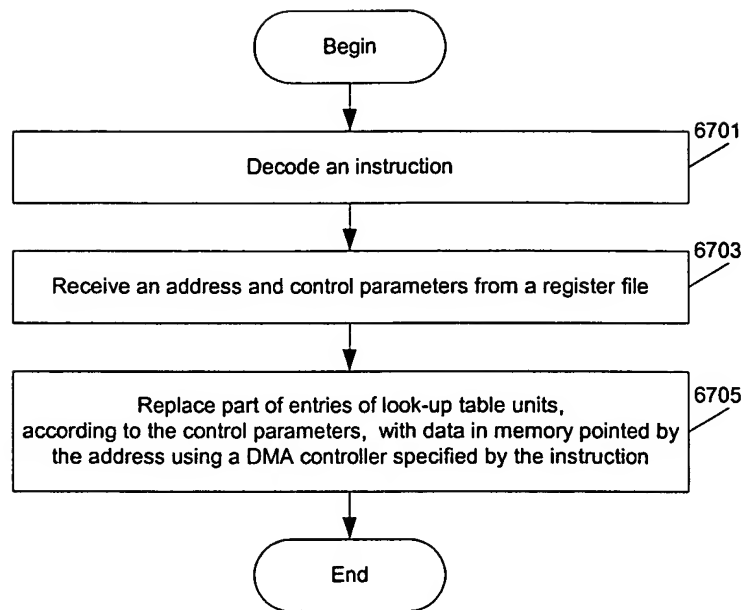 Begin
6701
Decode an instruction
6703
Receive an address and control parameters from a register file
6705
Replace part of entries of look-up table units,
according to the control parameters, with data in memory pointed by
the address using a DMA controller specified by the instruction
End